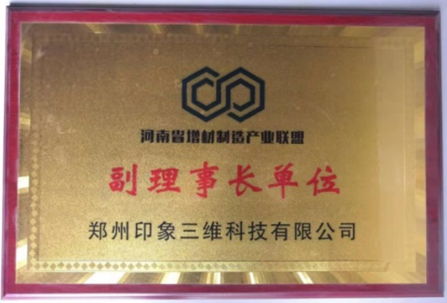 河南省增材制造产业联盟
副理事长单位
郑州印象三维科技有限公司